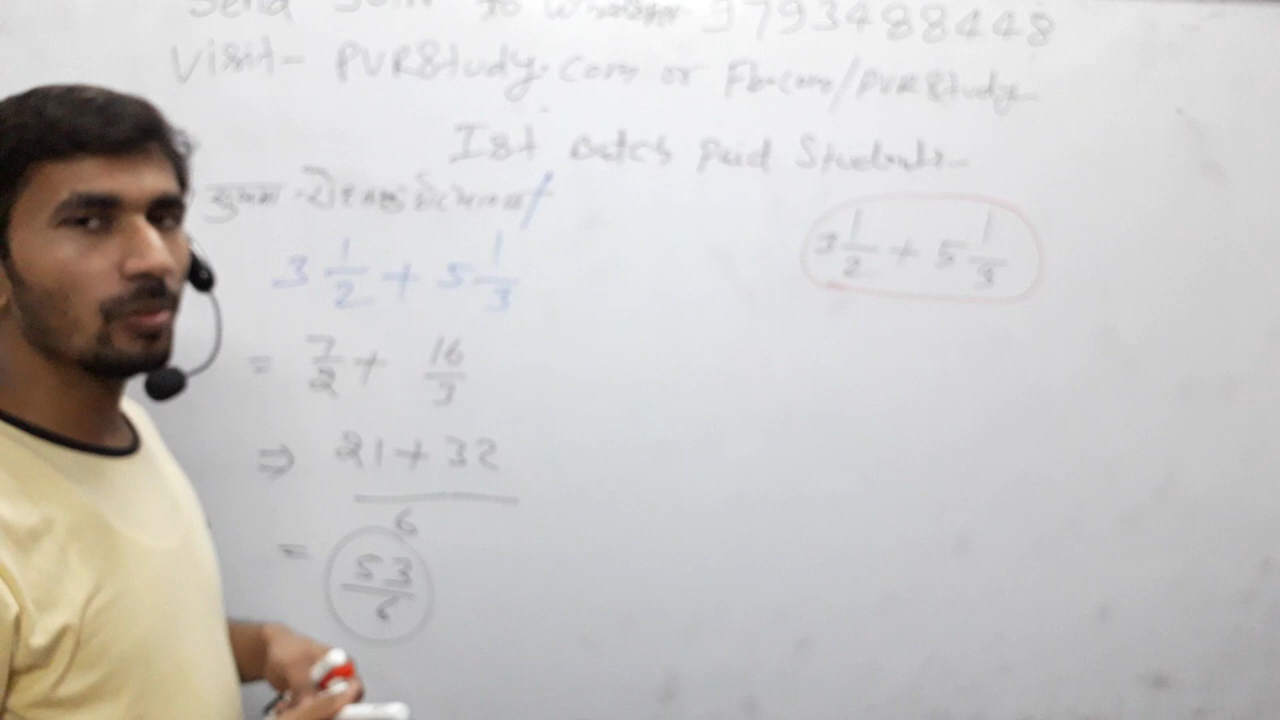 Send Join to Whatsapp 9793488448
Visit- PVRStudy.com or Fb.com/PVRStudy
Ist Batch Paid Students-
3 1/2 + 5 1/3
= 7/2 + 16/3
⇒ 21+32/6
= 53/6
3 1/2 + 5 1/3